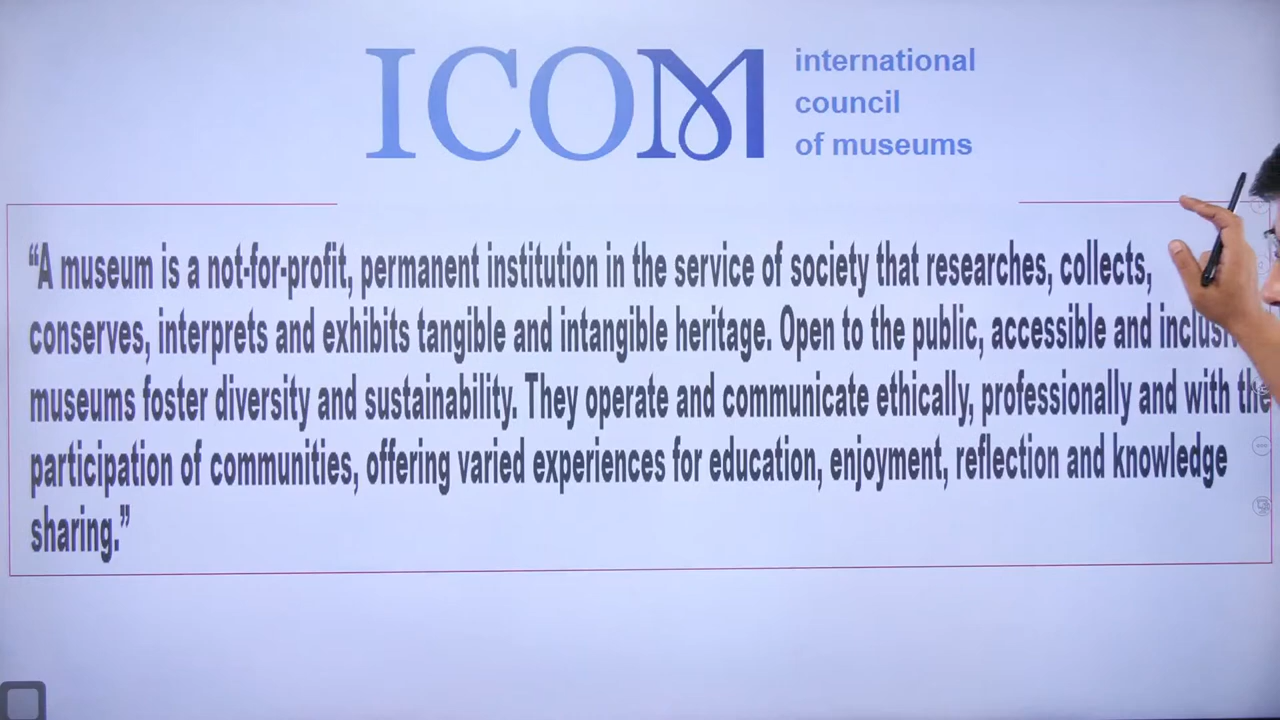 ICOM
international
council
of museums
“A museum is a not-for-profit, permanent institution in the service of society that researches, collects,
conserves, interprets and exhibits tangible and intangible heritage. Open to the public, accessible and
museums foster diversity and sustainability. They operate and communicate ethically, professionally and with the
participation of communities, offering varied experiences for education, enjoyment, reflection and knowledge
sharing.”